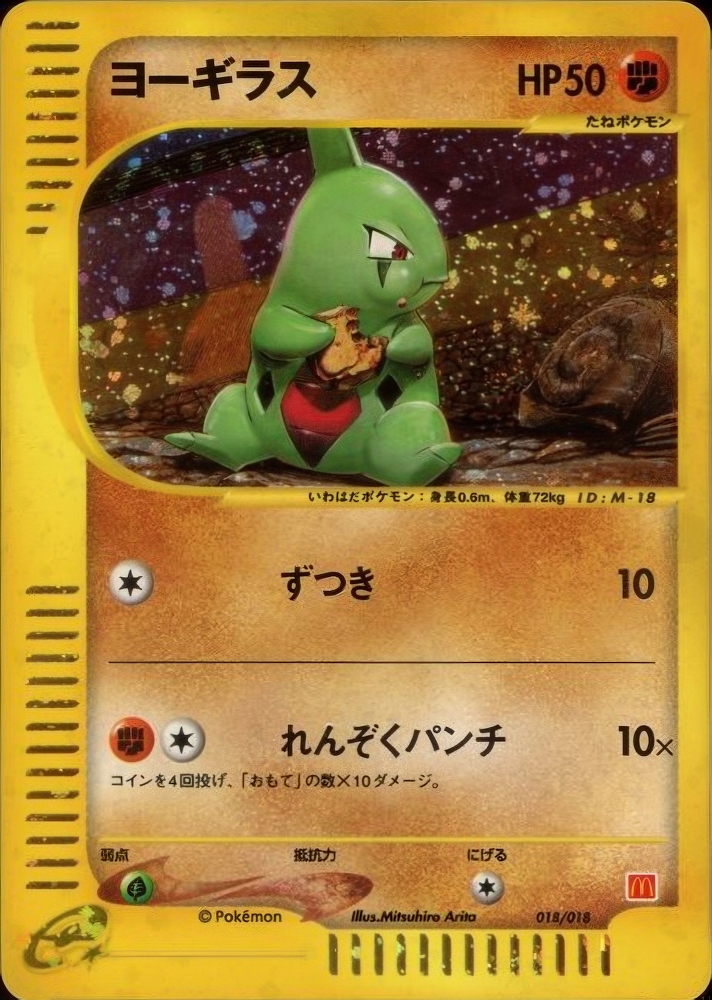 ヨーギラス HP50
たねポケモン
いわはだポケモン：身長0.6m、体重72kg ID:M-18
ずつき 10
れんぞくパンチ 10×
コインを4回投げ、「おもて」の数×10ダメージ。
弱点 抵抗力 にげる
©Pokémon Illus.Mitsuhiro Arita 018/018